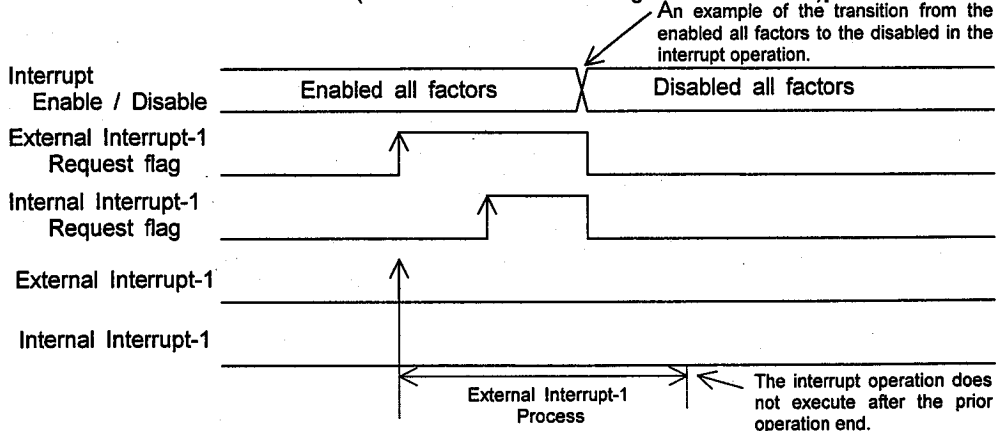 An example of the transition from the
enabled all factors to the disabled in the
interrupt operation.
Interrupt
Enable / Disable
Enabled all factors
Disabled all factors
External Interrupt-1
Request flag
Internal Interrupt-1
Request flag
External Interrupt-1
Internal Interrupt-1
External Interrupt-1
Process
The interrupt operation does
not execute after the prior
operation end.